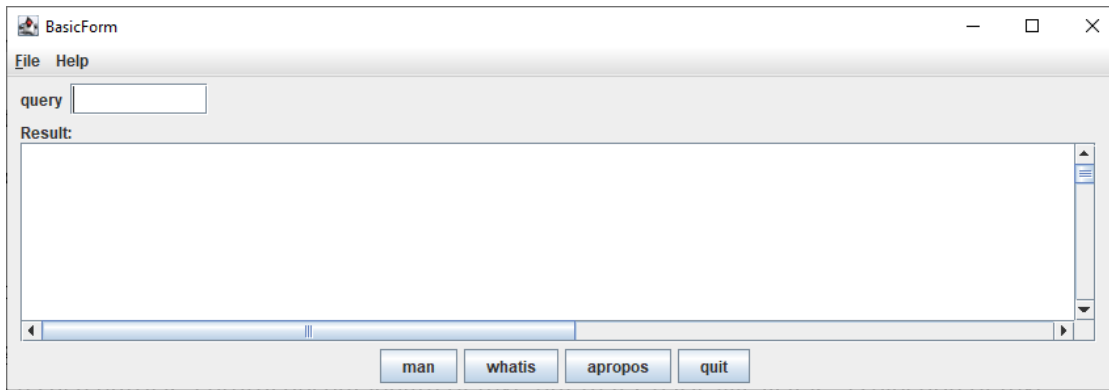 BasicForm
File Help
query
Result:
man whatis apropos quit